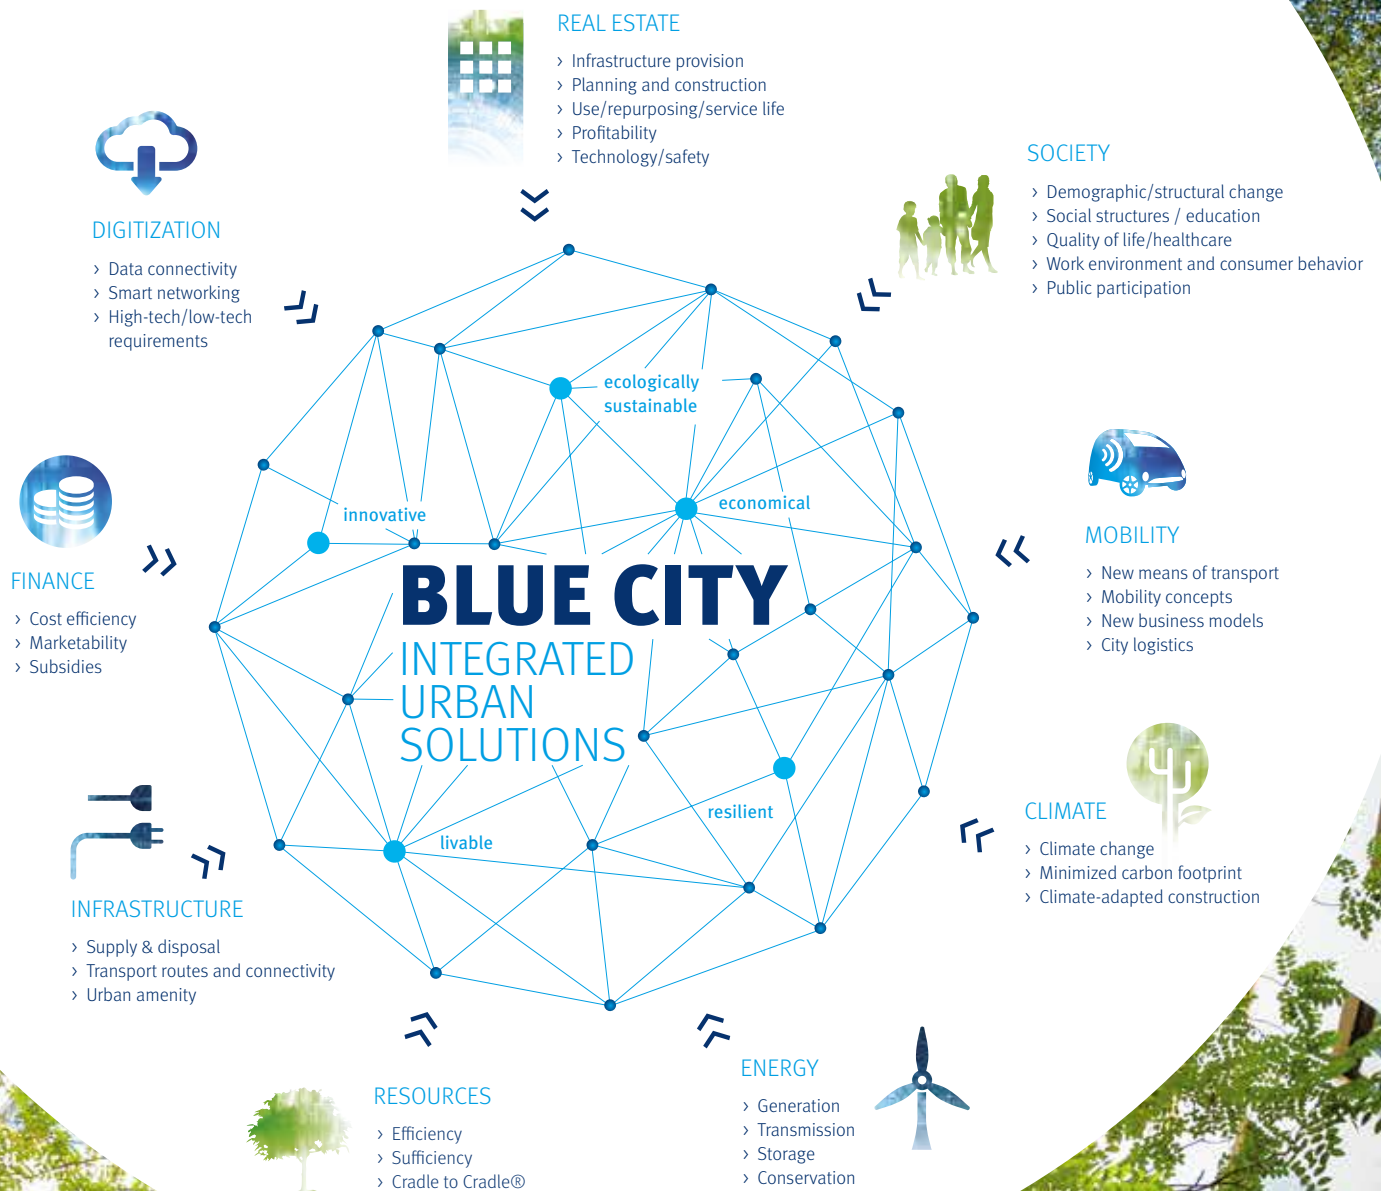 REAL ESTATE
› Infrastructure provision
› Planning and construction
› Use/repurposing/service life
› Profitability
› Technology/safety
SOCIETY
› Demographic/structural change
› Social structures / education
› Quality of life/healthcare
› Work environment and consumer behavior
› Public participation
DIGITIZATION
› Data connectivity
› Smart networking
› High-tech/low-tech
requirements
ecologically
sustainable
economical
innovative
BLUE CITY
INTEGRATED
URBAN
SOLUTIONS
resilient
livable
FINANCE
› Cost efficiency
› Marketability
› Subsidies
MOBILITY
› New means of transport
› Mobility concepts
› New business models
› City logistics
CLIMATE
› Climate change
› Minimized carbon footprint
› Climate-adapted construction
INFRASTRUCTURE
› Supply & disposal
› Transport routes and connectivity
› Urban amenity
RESOURCES
› Efficiency
› Sufficiency
› Cradle to Cradle®
ENERGY
› Generation
› Transmission
› Storage
› Conservation